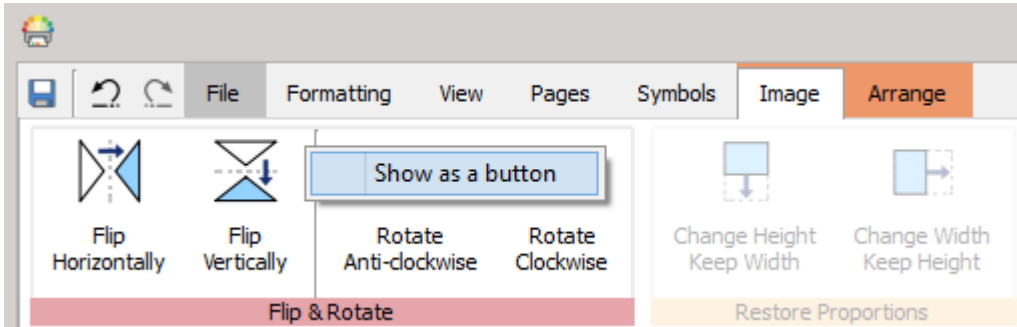 File Formatting View Pages Symbols Image Arrange
Show as a button
Flip Horizontally
Flip Vertically
Rotate Anti-clockwise
Rotate Clockwise
Change Height Keep Width
Change Width Keep Height
Flip & Rotate
Restore Proportions